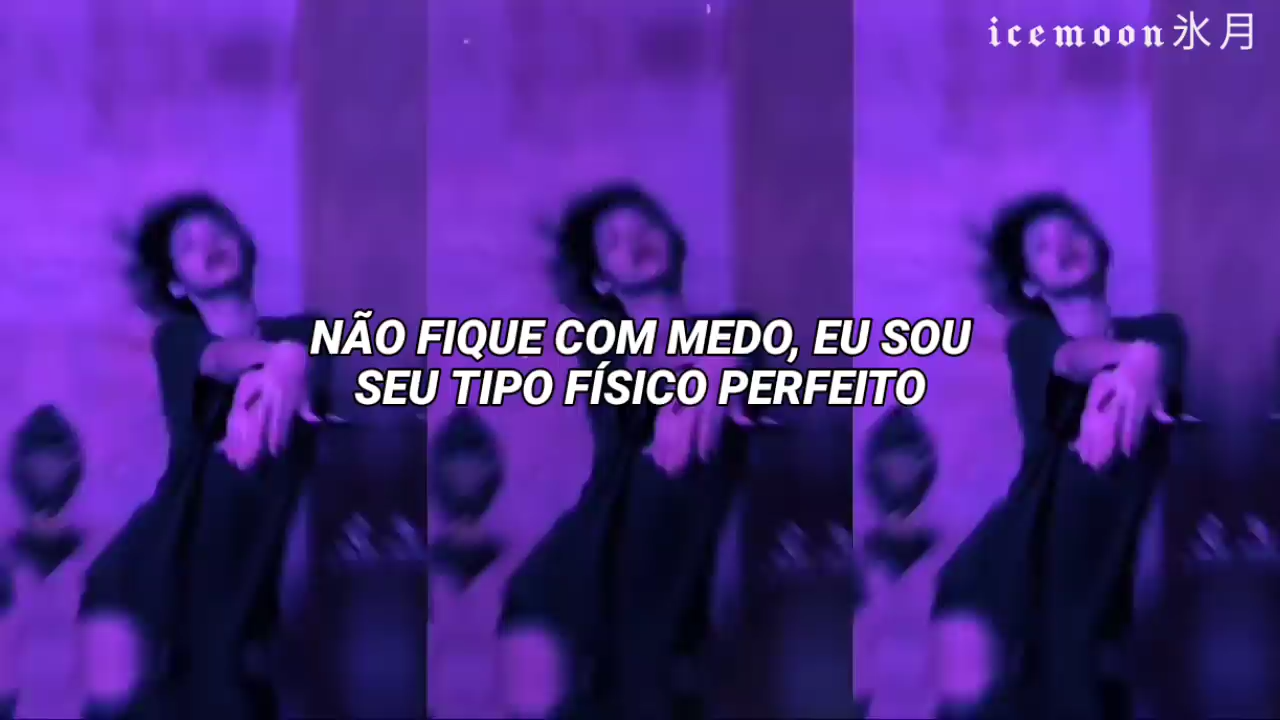 icemoon氷月
NÃO FIQUE COM MEDO, EU SOU
SEU TIPO FÍSICO PERFEITO